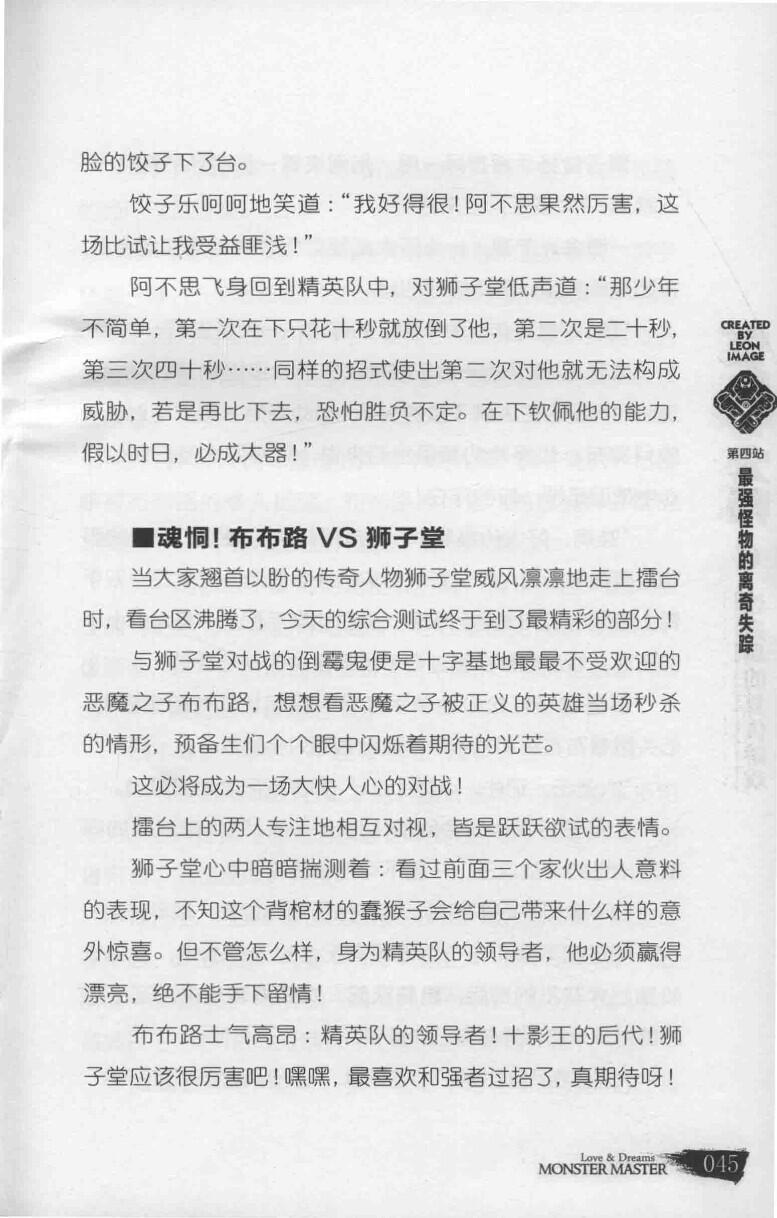 脸的饺子下了台。
饺子乐呵呵地笑道：“我好得很！阿不思果然厉害，这
场比试让我受益匪浅！”
阿不思飞身回到精英队中，对狮子堂低声道：“那少年
不简单，第一次在下只花十秒就放倒了他，第二次是二十秒，
第三次四十秒……同样的招式使出第二次对他就无法构成
威胁，若是再比下去，恐怕胜负不定。在下钦佩他的能力，
假以时日，必成大器！”
■魂恫！布布路 VS 狮子堂
当大家翘首以盼的传奇人物狮子堂威风凛凛地走上擂台
时，看台区沸腾了，今天的综合测试终于到了最精彩的部分！
与狮子堂对战的倒霉鬼便是十字基地最最不受欢迎的
恶魔之子布布路，想想看恶魔之子被正义的英雄当场秒杀
的情形，预备生们个个眼中闪烁着期待的光芒。
这必将成为一场大快人心的对战！
擂台上的两人专注地相互对视，皆是跃跃欲试的表情。
狮子堂心中暗暗揣测着：看过前面三个家伙出人意料
的表现，不知这个背棺材的蠢猴子会给自己带来什么样的意
外惊喜。但不管怎么样，身为精英队的领导者，他必须赢得
漂亮，绝不能手下留情！
布布路士气高昂：精英队的领导者！十影王的后代！狮
子堂应该很厉害吧！嘿嘿，最喜欢和强者过招了，真期待呀！
CREATED
BY
LEON
IMAGE
第四站
最强怪物的离奇失踪
Love & Dreams
MONSTER MASTER
045